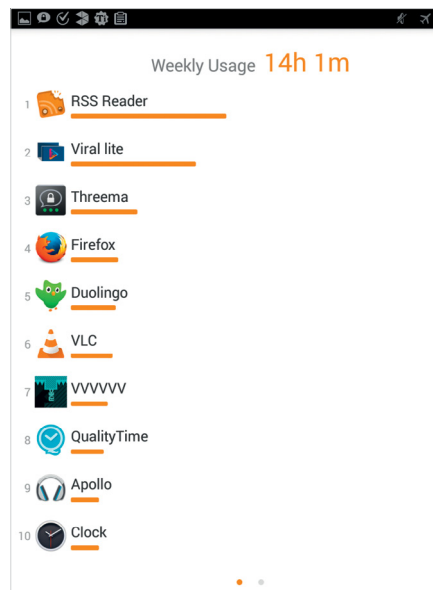 Weekly Usage 14h 1m
1 RSS Reader
2 Viral lite
3 Threema
4 Firefox
5 Duolingo
6 VLC
7 VVVVVV
8 QualityTime
9 Apollo
10 Clock